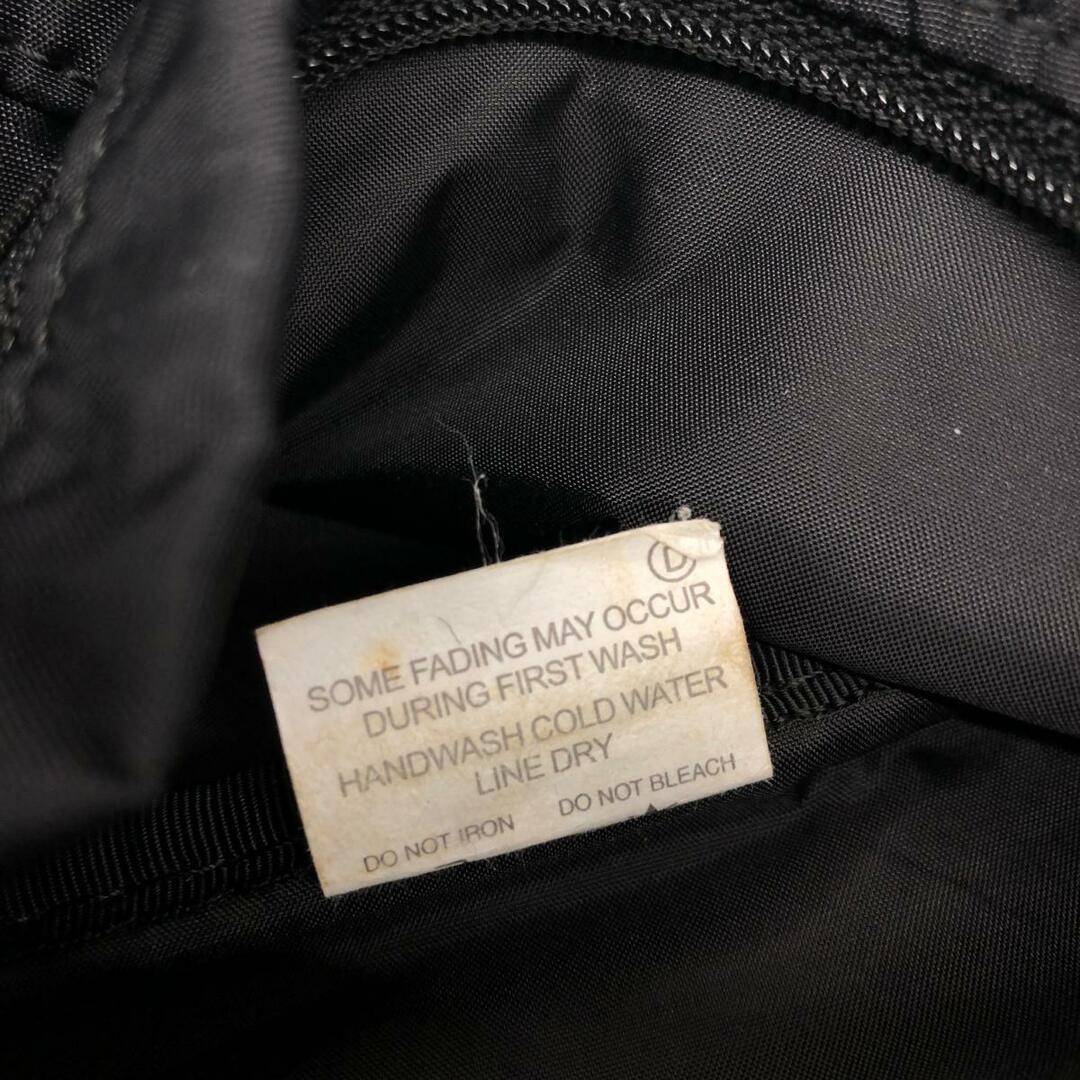 D
SOME FADING MAY OCCUR
DURING FIRST WASH
HANDWASH COLD WATER
LINE DRY
DO NOT IRON DO NOT BLEACH